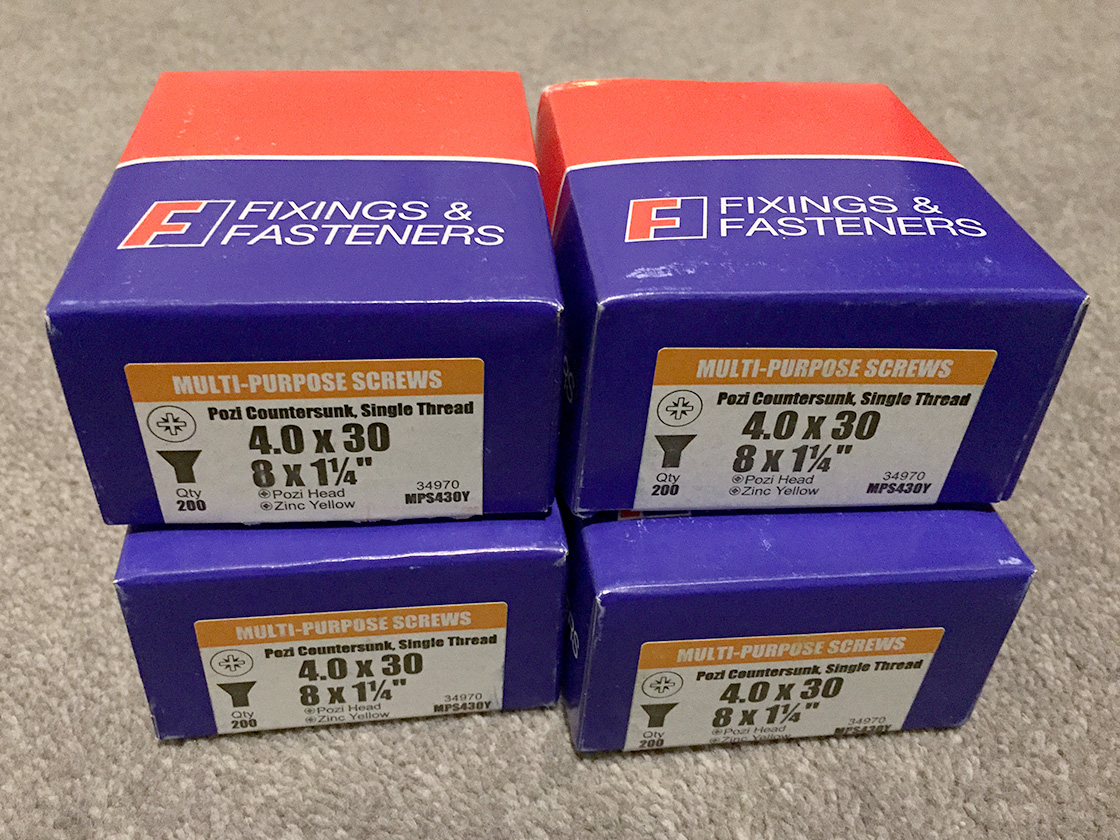 FIXINGS &
FASTENERS
FIXINGS &
FASTENERS
MULTI-PURPOSE SCREWS
Pozi Countersunk, Single Thread
4.0 x 30
8 x 1¼"
Qty
200
Pozi Head
Zinc Yellow
34970
MPS430Y
MULTI-PURPOSE SCREWS
Pozi Countersunk, Single Thread
4.0 x 30
8 x 1¼"
Qty
200
Pozi Head
Zinc Yellow
34970
MPS430Y
MULTI-PURPOSE SCREWS
Pozi Countersunk, Single Thread
4.0 x 30
8 x 1¼"
Qty
200
Pozi Head
Zinc Yellow
34970
MPS430Y
MULTI-PURPOSE SCREWS
Pozi Countersunk, Single Thread
4.0 x 30
8 x 1¼"
Qty
200
Pozi Head
Zinc Yellow
34970
MPS430Y